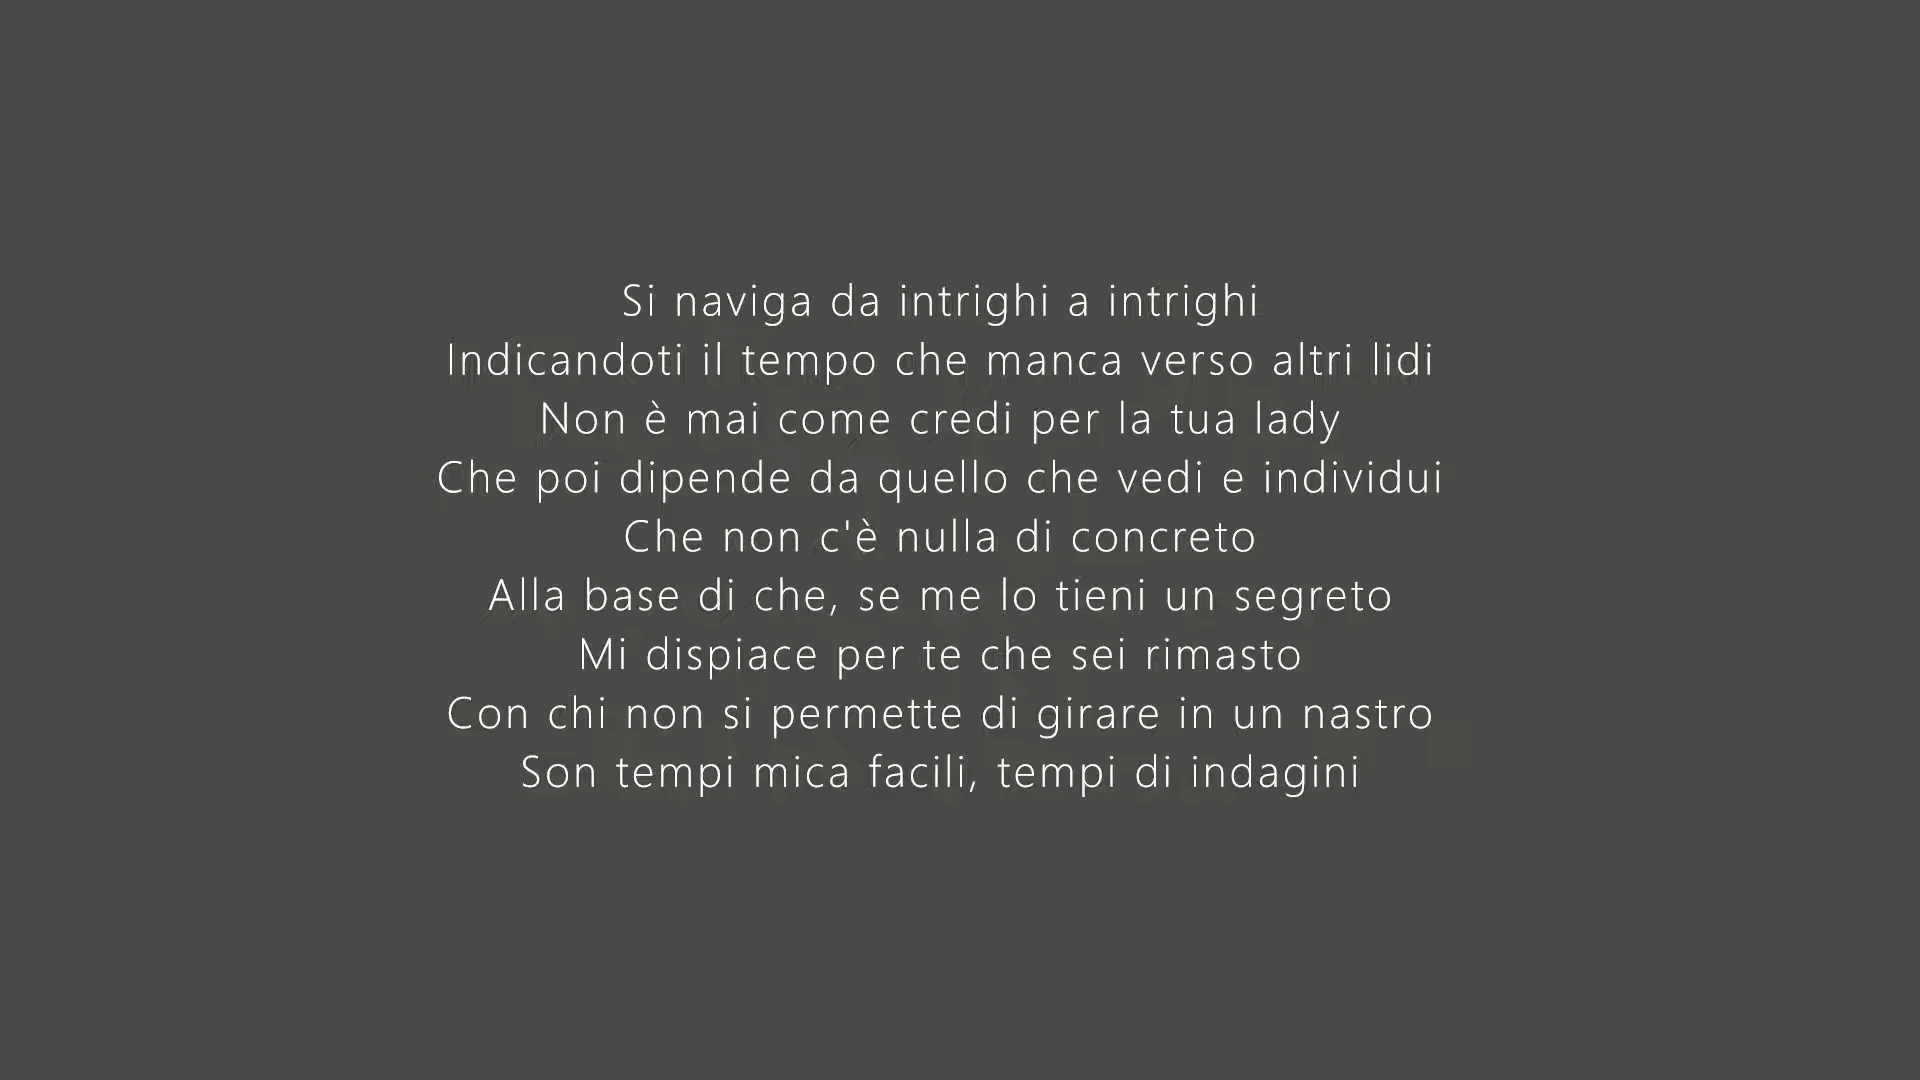 Si naviga da intrighi a intrighi
Indicandoti il tempo che manca verso altri lidi
Non è mai come credi per la tua lady
Che poi dipende da quello che vedi e individui
Che non c'è nulla di concreto
Alla base di che, se me lo tieni un segreto
Mi dispiace per te che sei rimasto
Con chi non si permette di girare in un nastro
Son tempi mica facili, tempi di indagini